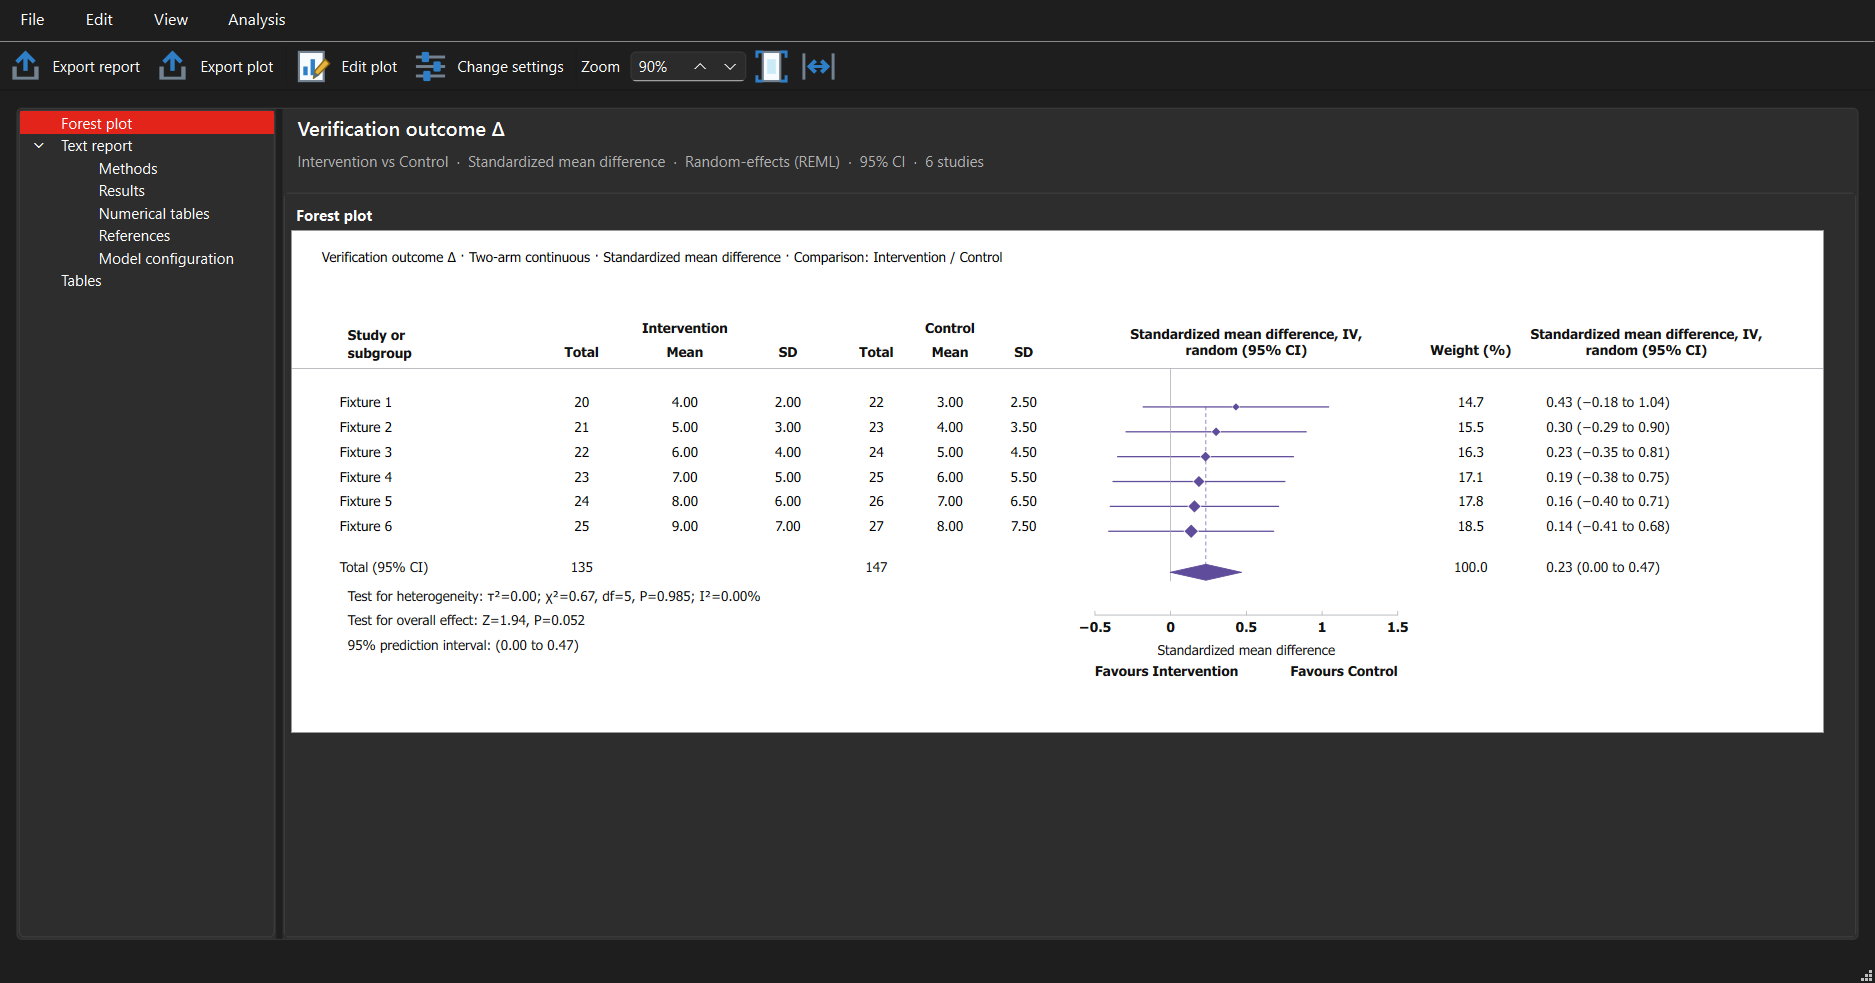 File Edit View Analysis
Export report Export plot Edit plot Change settings Zoom 90%
Forest plot
Text report
Methods
Results
Numerical tables
References
Model configuration
Tables
Verification outcome Δ
Intervention vs Control · Standardized mean difference · Random-effects (REML) · 95% CI · 6 studies
Forest plot
Verification outcome Δ · Two-arm continuous · Standardized mean difference · Comparison: Intervention / Control
Intervention Control
Study or subgroup Total Mean SD Total Mean SD Standardized mean difference, IV, random (95% CI) Weight (%) Standardized mean difference, IV, random (95% CI)
Fixture 1 20 4.00 2.00 22 3.00 2.50 14.7 0.43 (−0.18 to 1.04)
Fixture 2 21 5.00 3.00 23 4.00 3.50 15.5 0.30 (−0.29 to 0.90)
Fixture 3 22 6.00 4.00 24 5.00 4.50 16.3 0.23 (−0.35 to 0.81)
Fixture 4 23 7.00 5.00 25 6.00 5.50 17.1 0.19 (−0.38 to 0.75)
Fixture 5 24 8.00 6.00 26 7.00 6.50 17.8 0.16 (−0.40 to 0.71)
Fixture 6 25 9.00 7.00 27 8.00 7.50 18.5 0.14 (−0.41 to 0.68)
Total (95% CI) 135 147 100.0 0.23 (0.00 to 0.47)
Test for heterogeneity: τ²=0.00; χ²=0.67, df=5, P=0.985; I²=0.00%
Test for overall effect: Z=1.94, P=0.052
95% prediction interval: (0.00 to 0.47)
−0.5 0 0.5 1 1.5
Standardized mean difference
Favours Intervention Favours Control